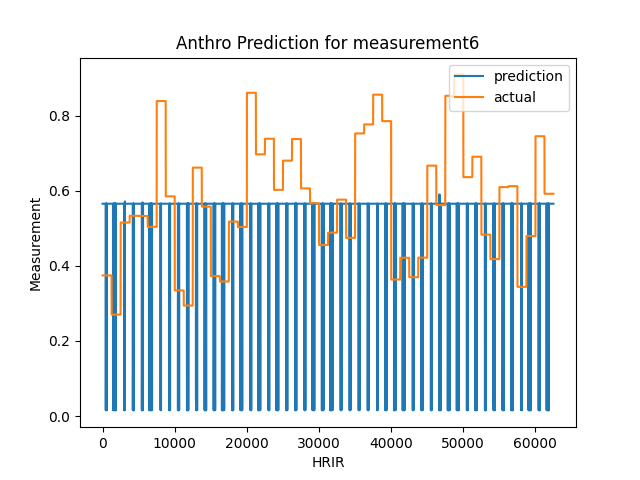 Anthro Prediction for measurement6
prediction
actual
Measurement
0.8
0.6
0.4
0.2
0.0
0 10000 20000 30000 40000 50000 60000
HRIR